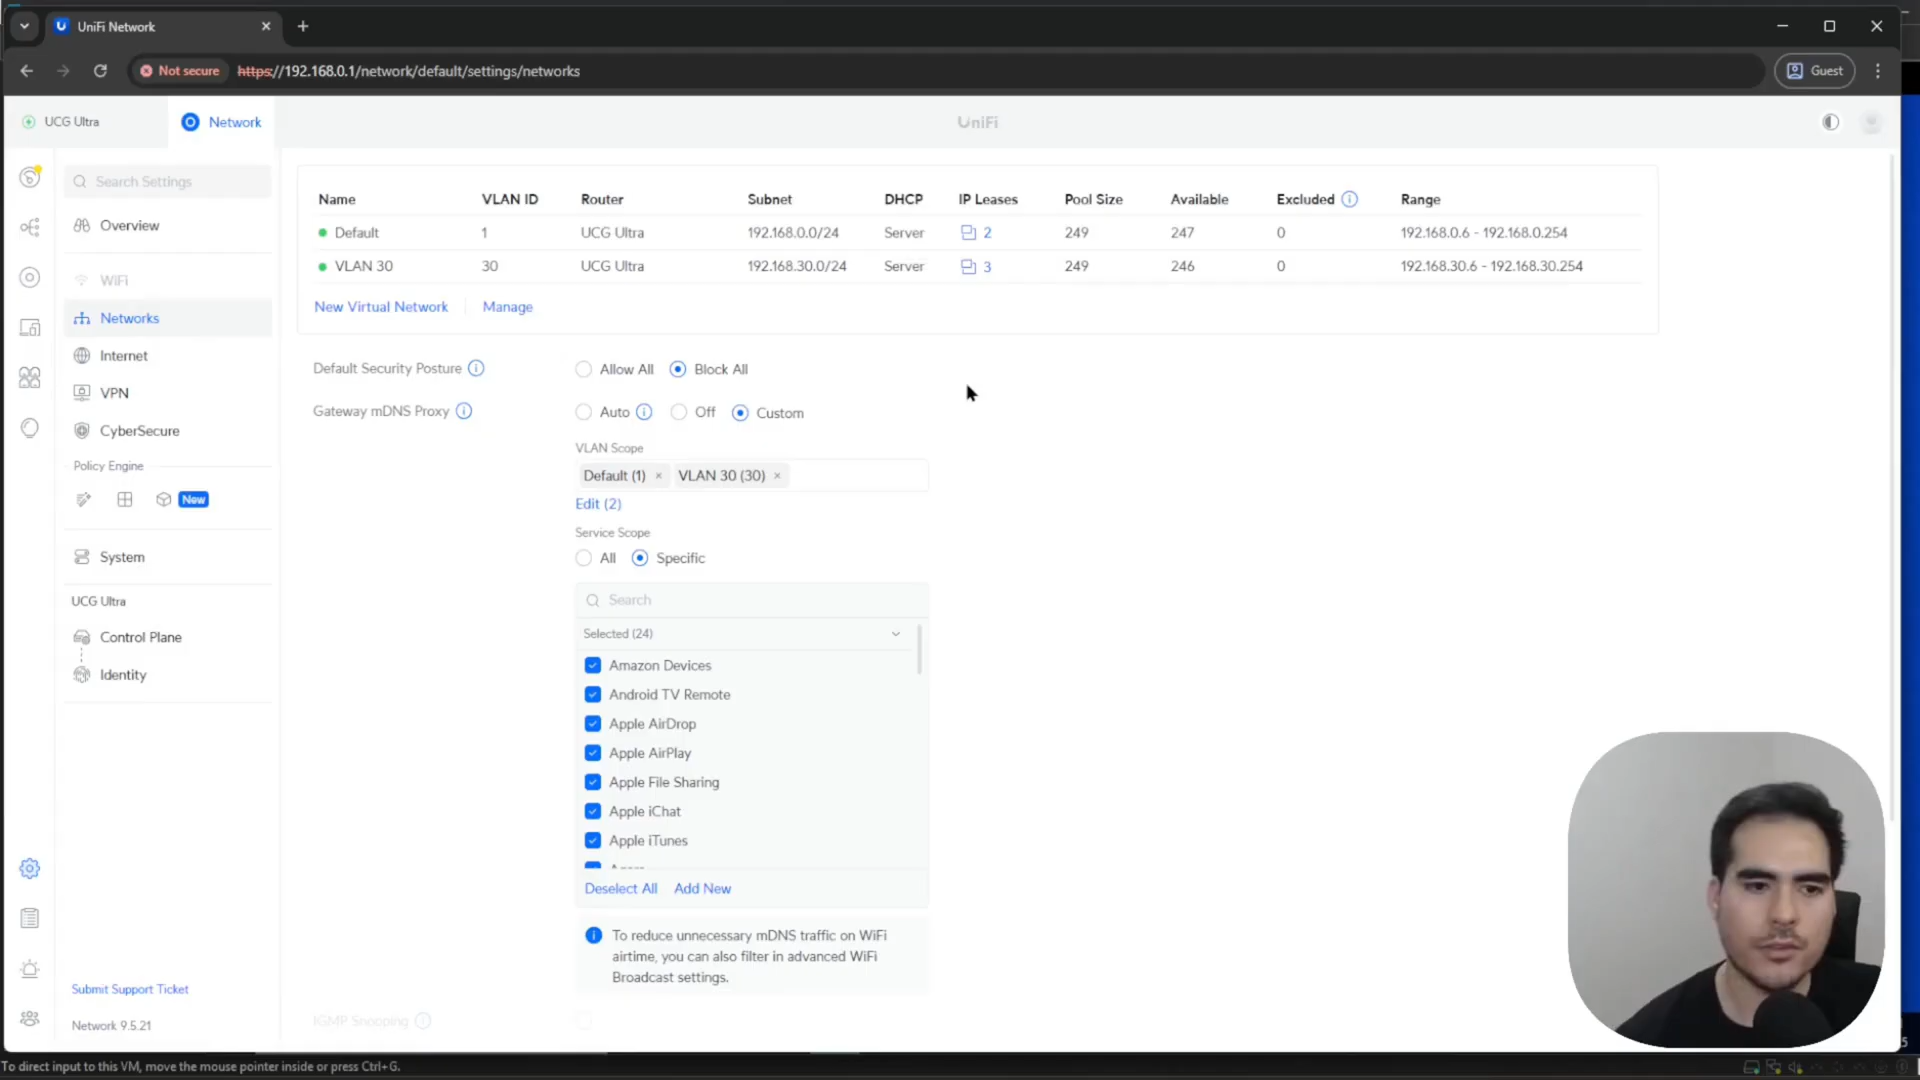 UniFi Network
Not secure https://192.168.0.1/network/default/settings/networks
Guest
UCG Ultra
Network
UniFi
Search Settings
Overview
WiFi
Networks
Internet
VPN
CyberSecure
Policy Engine
New
System
UCG Ultra
Control Plane
Identity
Submit Support Ticket
Network 9.5.21
Name VLAN ID Router Subnet DHCP IP Leases Pool Size Available Excluded Range
Default 1 UCG Ultra 192.168.0.0/24 Server 2 249 247 0 192.168.0.6 - 192.168.0.254
VLAN 30 30 UCG Ultra 192.168.30.0/24 Server 3 249 246 0 192.168.30.6 - 192.168.30.254
New Virtual Network Manage
Default Security Posture Allow All Block All
Gateway mDNS Proxy Auto Off Custom
VLAN Scope
Default (1) × VLAN 30 (30) ×
Edit (2)
Service Scope
All Specific
Search
Selected (24)
Amazon Devices
Android TV Remote
Apple AirDrop
Apple AirPlay
Apple File Sharing
Apple iChat
Apple iTunes
Deselect All Add New
To reduce unnecessary mDNS traffic on WiFi
airtime, you can also filter in advanced WiFi
Broadcast settings.
IGMP Snooping
To direct input to this VM, move the mouse pointer inside or press Ctrl+G.